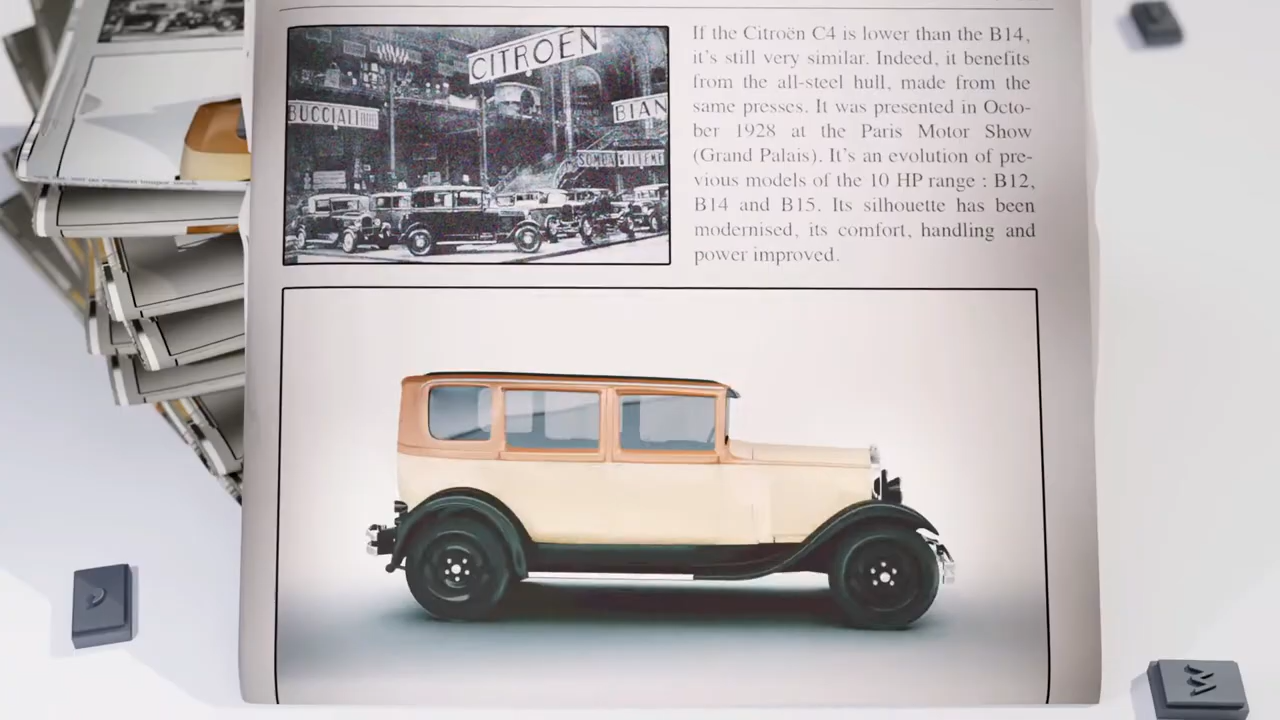 CITROËN
BUCCIALI
BIAN
If the Citroën C4 is lower than the B14,
it's still very similar. Indeed, it benefits
from the all-steel hull, made from the
same presses. It was presented in Octo-
ber 1928 at the Paris Motor Show
(Grand Palais). It's an evolution of pre-
vious models of the 10 HP range : B12,
B14 and B15. Its silhouette has been
modernised, its comfort, handling and
power improved.